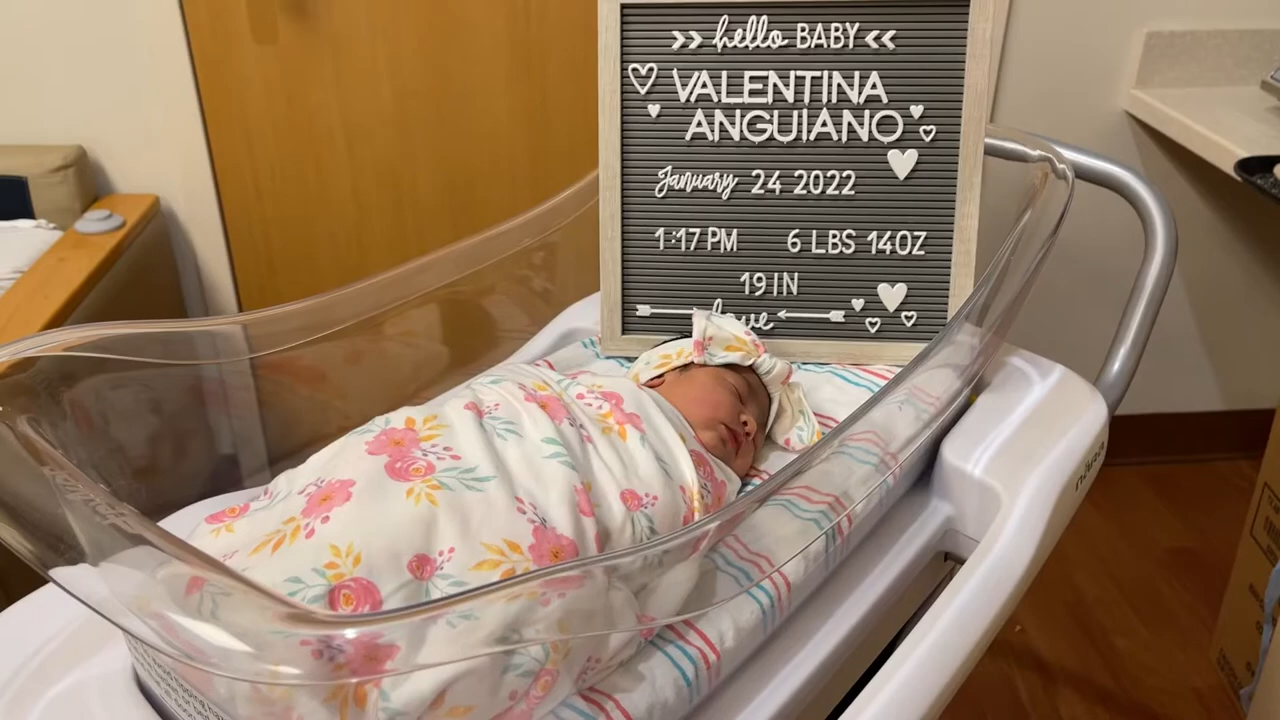 hello BABY
VALENTINA
ANGUIANO
January 24 2022
1:17 PM 6 LBS 14OZ
19 IN
love